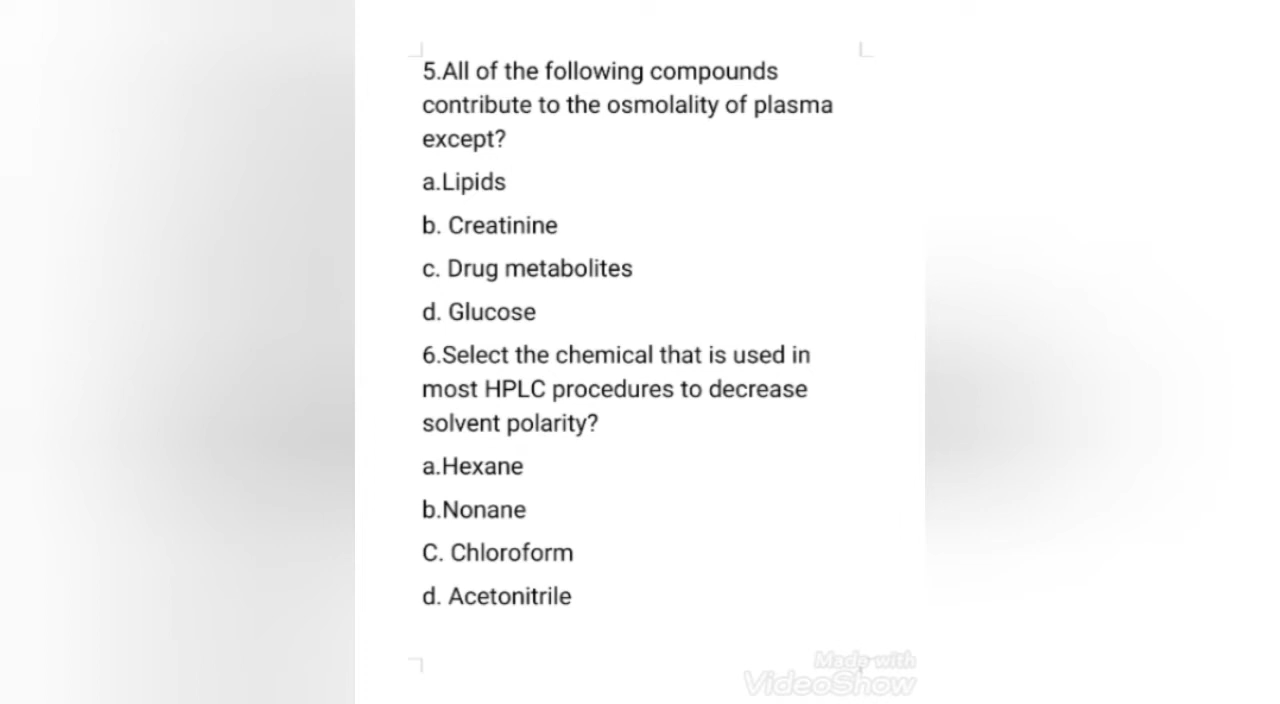 5.All of the following compounds
contribute to the osmolality of plasma
except?
a.Lipids
b. Creatinine
c. Drug metabolites
d. Glucose
6.Select the chemical that is used in
most HPLC procedures to decrease
solvent polarity?
a.Hexane
b.Nonane
C. Chloroform
d. Acetonitrile
Made with
VideoShow